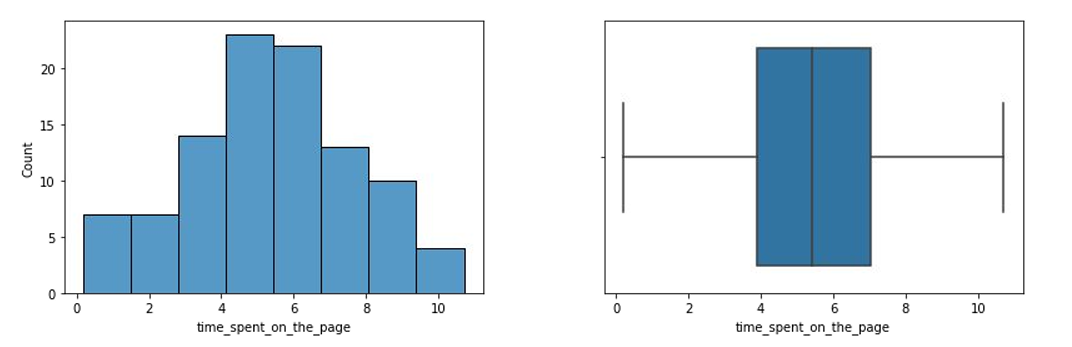 20
15
10
5
0
Count
0 2 4 6 8 10
time_spent_on_the_page
0 2 4 6 8 10
time_spent_on_the_page